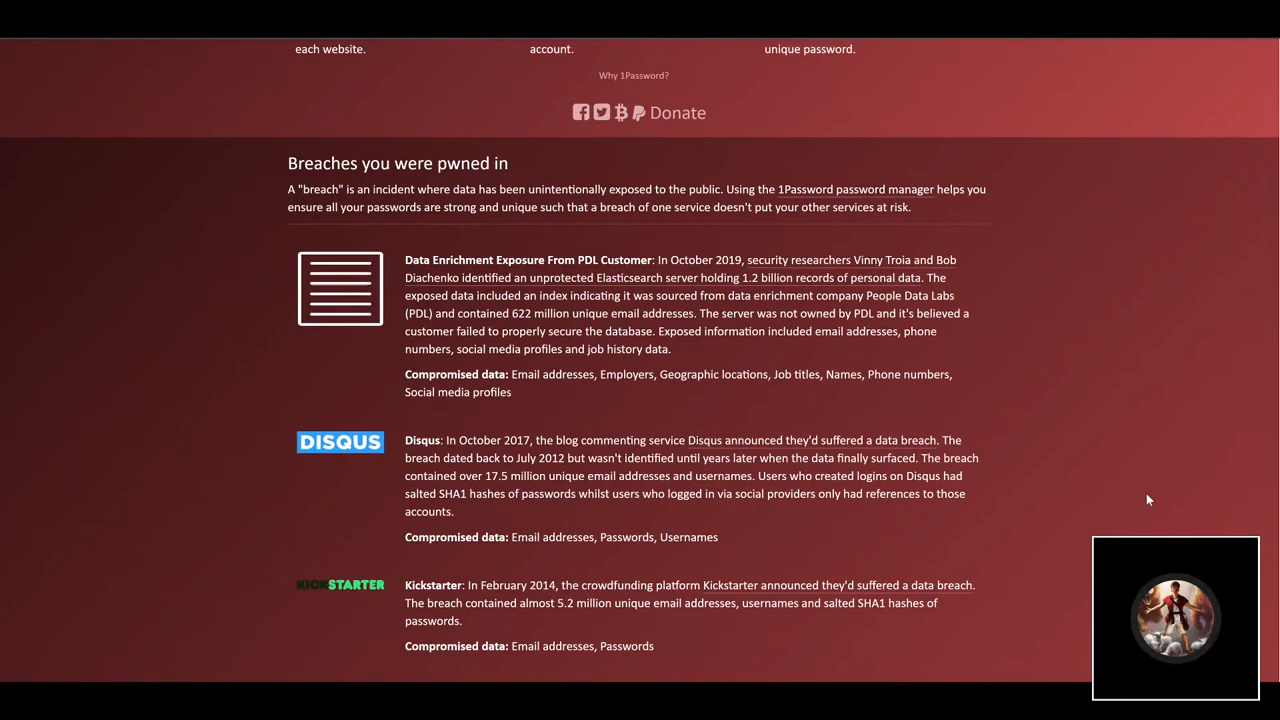 each website.
account.
unique password.
Why 1Password?
Donate
Breaches you were pwned in
A "breach" is an incident where data has been unintentionally exposed to the public. Using the 1Password password manager helps you
ensure all your passwords are strong and unique such that a breach of one service doesn't put your other services at risk.
Data Enrichment Exposure From PDL Customer: In October 2019, security researchers Vinny Troia and Bob
Diachenko identified an unprotected Elasticsearch server holding 1.2 billion records of personal data. The
exposed data included an index indicating it was sourced from data enrichment company People Data Labs
(PDL) and contained 622 million unique email addresses. The server was not owned by PDL and it's believed a
customer failed to properly secure the database. Exposed information included email addresses, phone
numbers, social media profiles and job history data.
Compromised data: Email addresses, Employers, Geographic locations, Job titles, Names, Phone numbers,
Social media profiles
DISQUS
Disqus: In October 2017, the blog commenting service Disqus announced they'd suffered a data breach. The
breach dated back to July 2012 but wasn't identified until years later when the data finally surfaced. The breach
contained over 17.5 million unique email addresses and usernames. Users who created logins on Disqus had
salted SHA1 hashes of passwords whilst users who logged in via social providers only had references to those
accounts.
Compromised data: Email addresses, Passwords, Usernames
KICKSTARTER
Kickstarter: In February 2014, the crowdfunding platform Kickstarter announced they'd suffered a data breach.
The breach contained almost 5.2 million unique email addresses, usernames and salted SHA1 hashes of
passwords.
Compromised data: Email addresses, Passwords